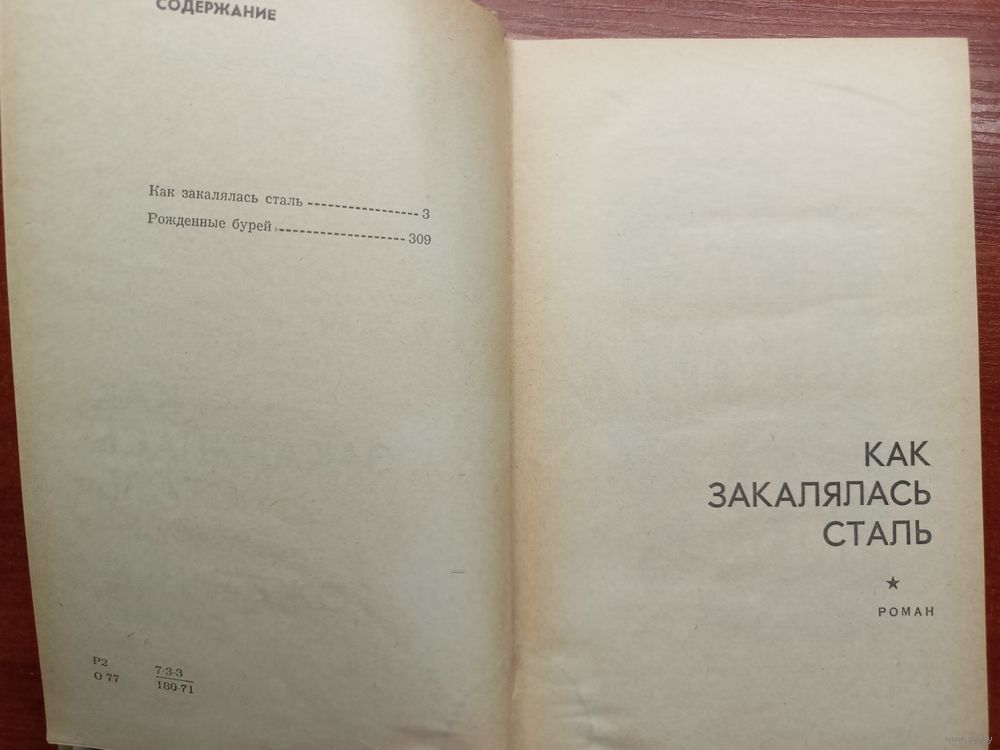 СОДЕРЖАНИЕ
Как закалялась сталь 3
Рожденные бурей 309
Р2
О 77
7-3-3
180-71
КАК
ЗАКАЛЯЛАСЬ
СТАЛЬ
★
РОМАН